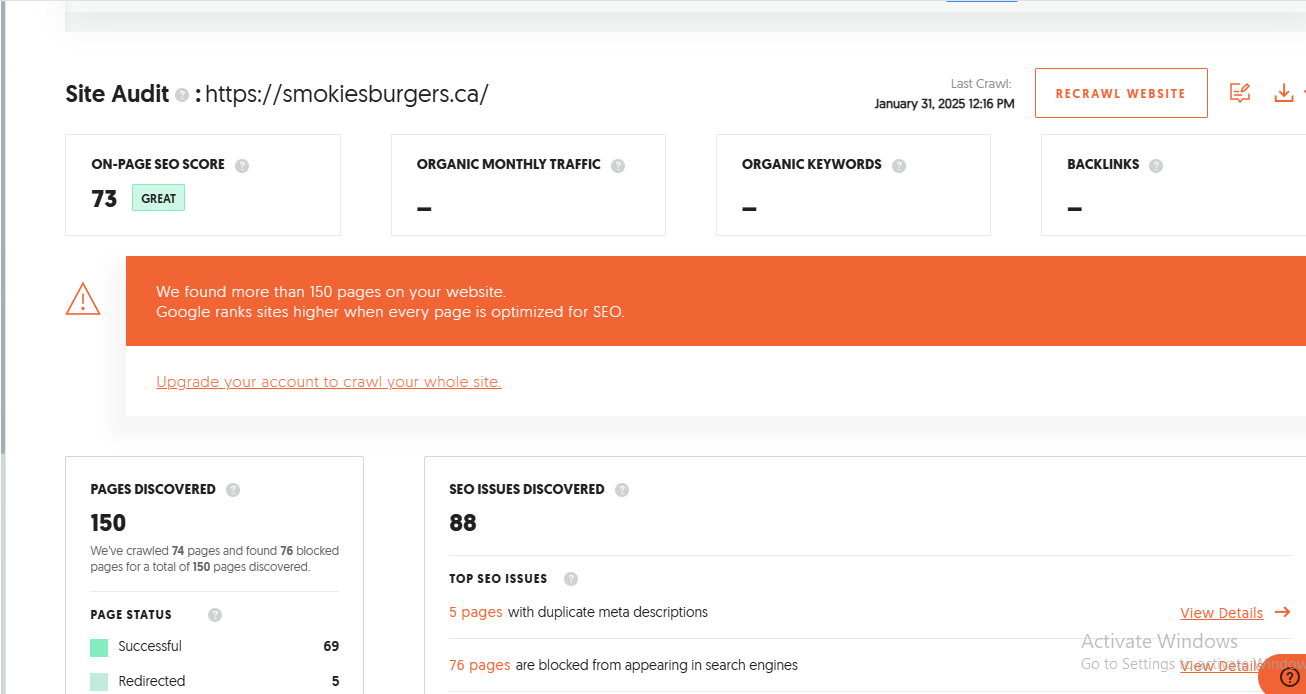 Site Audit ? : https://smokiesburgers.ca/
Last Crawl:
January 31, 2025 12:16 PM
RECRAWL WEBSITE
ON-PAGE SEO SCORE ?
73 GREAT
ORGANIC MONTHLY TRAFFIC ?
–
ORGANIC KEYWORDS ?
–
BACKLINKS ?
–
We found more than 150 pages on your website.
Google ranks sites higher when every page is optimized for SEO.
Upgrade your account to crawl your whole site.
PAGES DISCOVERED ?
150
We've crawled 74 pages and found 76 blocked
pages for a total of 150 pages discovered.
PAGE STATUS ?
Successful 69
Redirected 5
SEO ISSUES DISCOVERED ?
88
TOP SEO ISSUES ?
5 pages with duplicate meta descriptions View Details
76 pages are blocked from appearing in search engines View Details
Activate Windows
Go to Settings to activate Windows
?